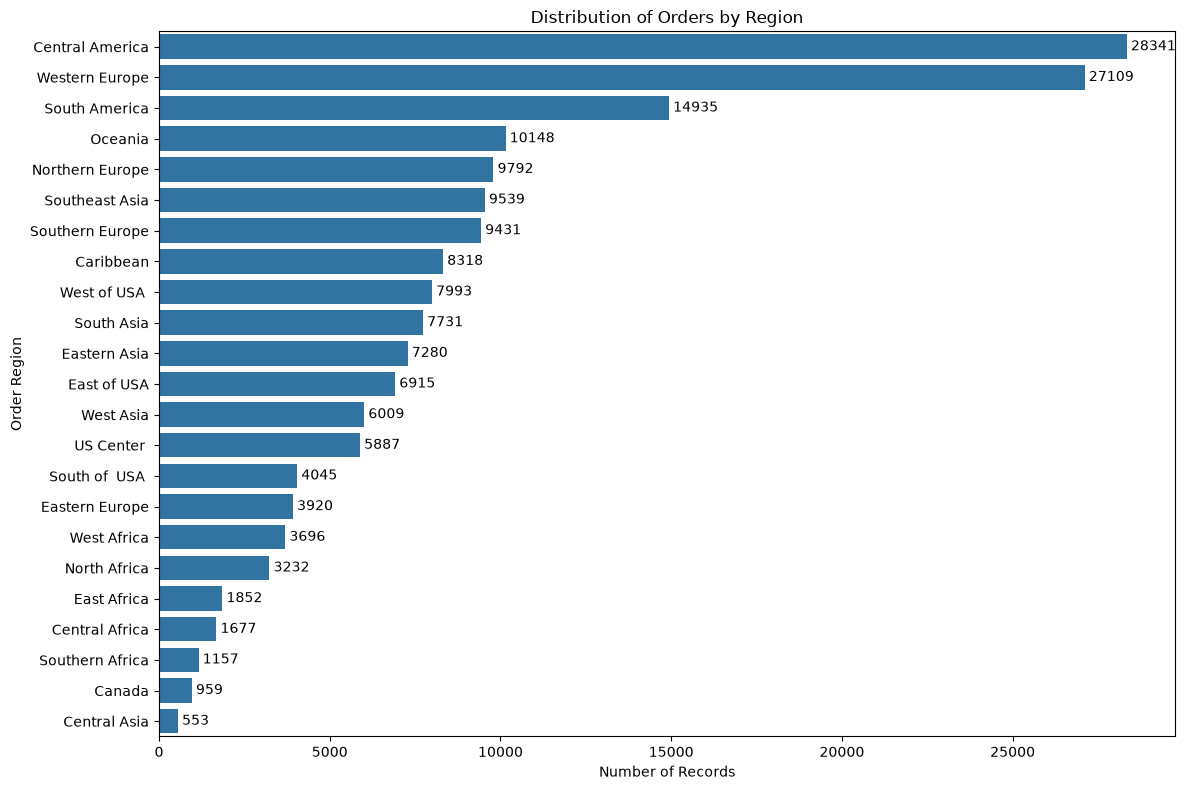 Distribution of Orders by Region
Central America 28341
Western Europe 27109
South America 14935
Oceania 10148
Northern Europe 9792
Southeast Asia 9539
Southern Europe 9431
Caribbean 8318
West of USA 7993
South Asia 7731
Eastern Asia 7280
East of USA 6915
West Asia 6009
US Center 5887
South of  USA 4045
Eastern Europe 3920
West Africa 3696
North Africa 3232
East Africa 1852
Central Africa 1677
Southern Africa 1157
Canada 959
Central Asia 553
Order Region
0 5000 10000 15000 20000 25000
Number of Records